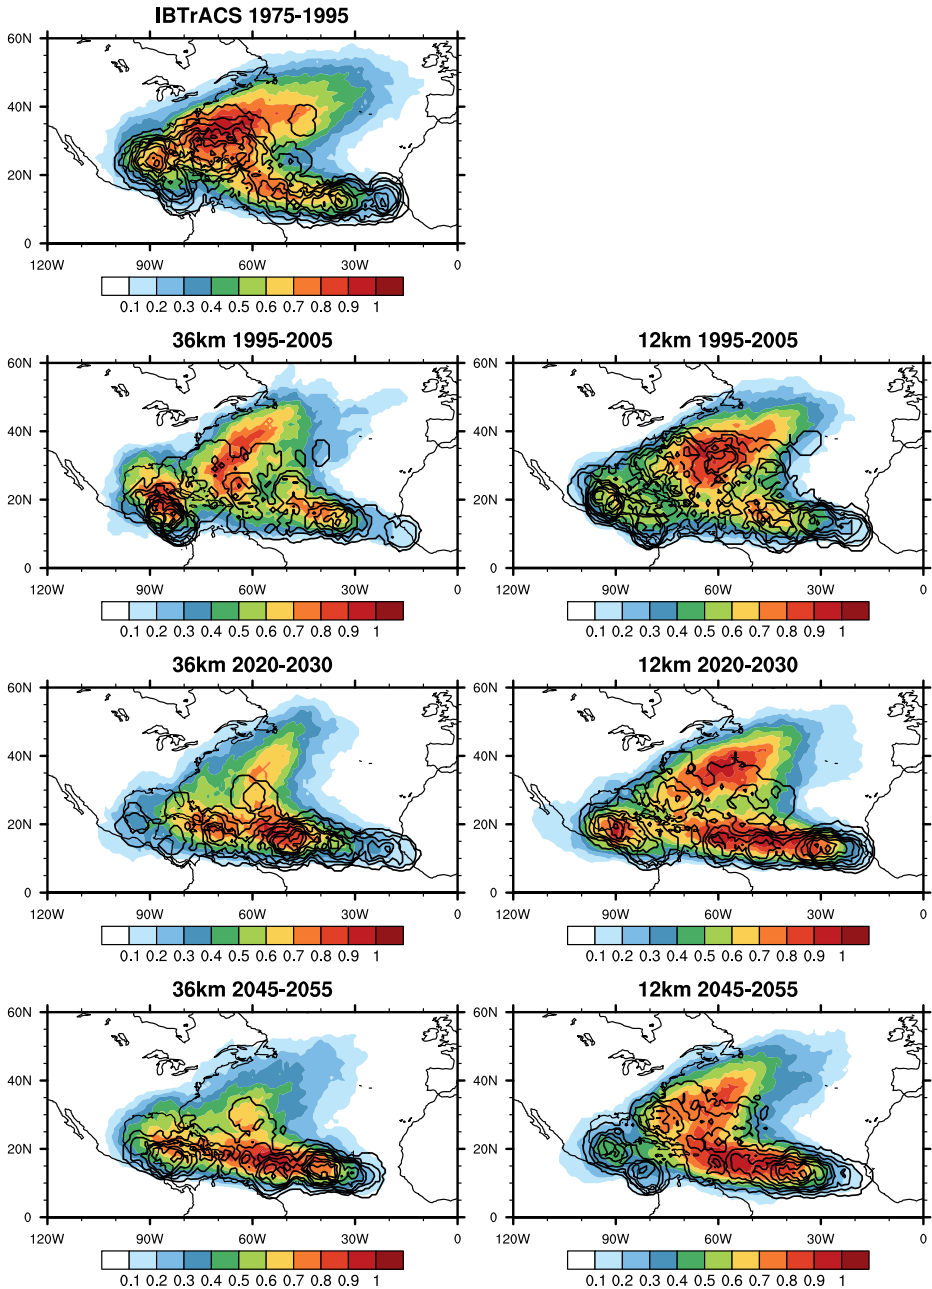 IBTrACS 1975-1995
60N
40N
20N
0
120W 90W 60W 30W 0
0.1 0.2 0.3 0.4 0.5 0.6 0.7 0.8 0.9 1
36km 1995-2005
60N
40N
20N
0
120W 90W 60W 30W 0
0.1 0.2 0.3 0.4 0.5 0.6 0.7 0.8 0.9 1
12km 1995-2005
60N
40N
20N
0
120W 90W 60W 30W 0
0.1 0.2 0.3 0.4 0.5 0.6 0.7 0.8 0.9 1
36km 2020-2030
60N
40N
20N
0
120W 90W 60W 30W 0
0.1 0.2 0.3 0.4 0.5 0.6 0.7 0.8 0.9 1
12km 2020-2030
60N
40N
20N
0
120W 90W 60W 30W 0
0.1 0.2 0.3 0.4 0.5 0.6 0.7 0.8 0.9 1
36km 2045-2055
60N
40N
20N
0
120W 90W 60W 30W 0
0.1 0.2 0.3 0.4 0.5 0.6 0.7 0.8 0.9 1
12km 2045-2055
60N
40N
20N
0
120W 90W 60W 30W 0
0.1 0.2 0.3 0.4 0.5 0.6 0.7 0.8 0.9 1